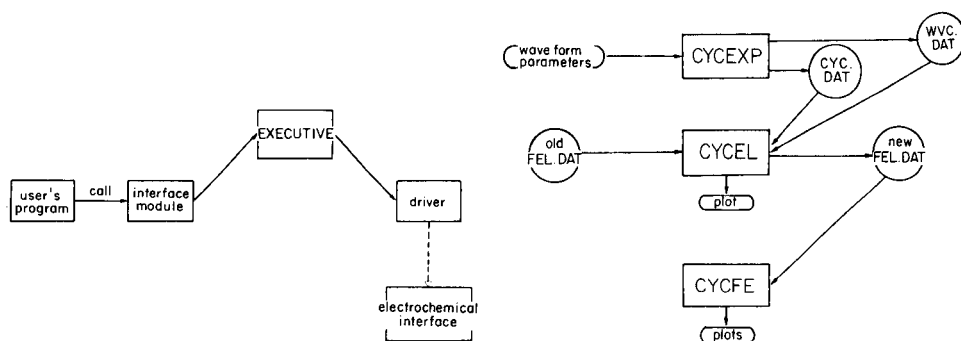 user's
program
call
interface
module
EXECUTIVE
driver
electrochemical
interface
wave form
parameters
CYCEXP
CYC.
DAT
WVC.
DAT
old
FEL.DAT
CYCEL
new
FEL.DAT
plot
CYCFE
plots